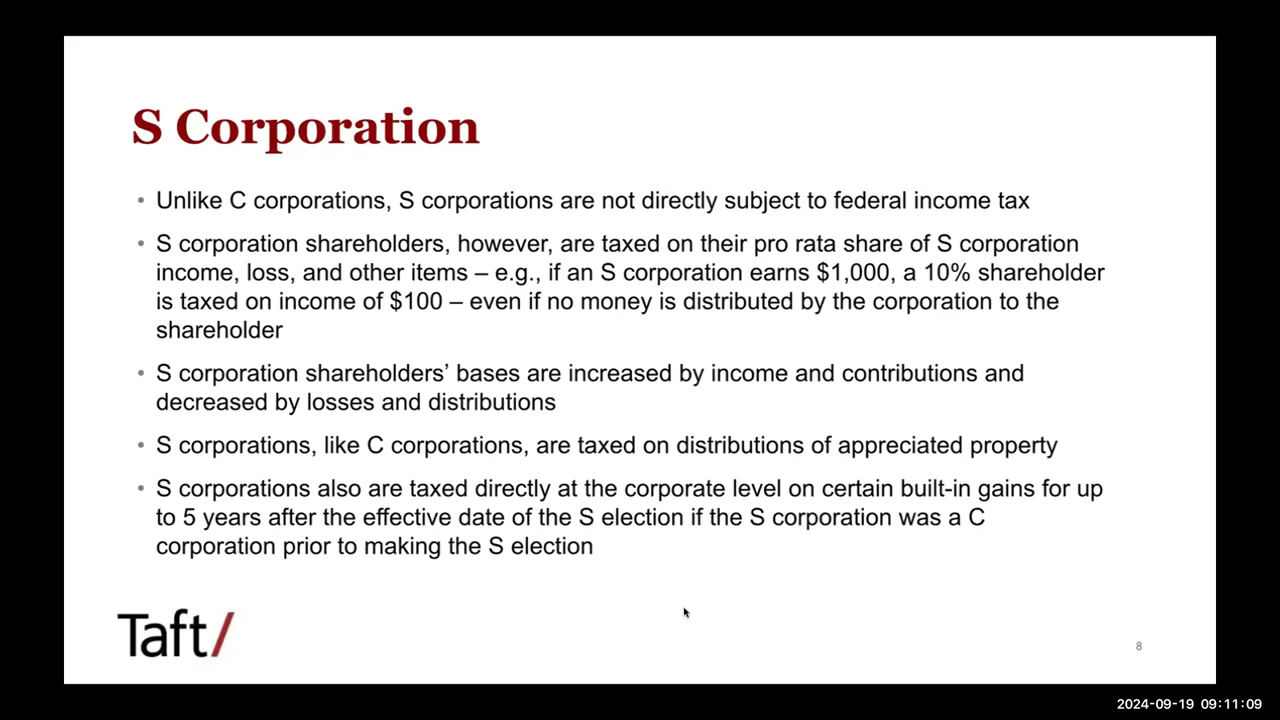 S Corporation
• Unlike C corporations, S corporations are not directly subject to federal income tax
• S corporation shareholders, however, are taxed on their pro rata share of S corporation
income, loss, and other items – e.g., if an S corporation earns $1,000, a 10% shareholder
is taxed on income of $100 – even if no money is distributed by the corporation to the
shareholder
• S corporation shareholders’ bases are increased by income and contributions and
decreased by losses and distributions
• S corporations, like C corporations, are taxed on distributions of appreciated property
• S corporations also are taxed directly at the corporate level on certain built-in gains for up
to 5 years after the effective date of the S election if the S corporation was a C
corporation prior to making the S election
Taft/
8
2024-09-19 09:11:09